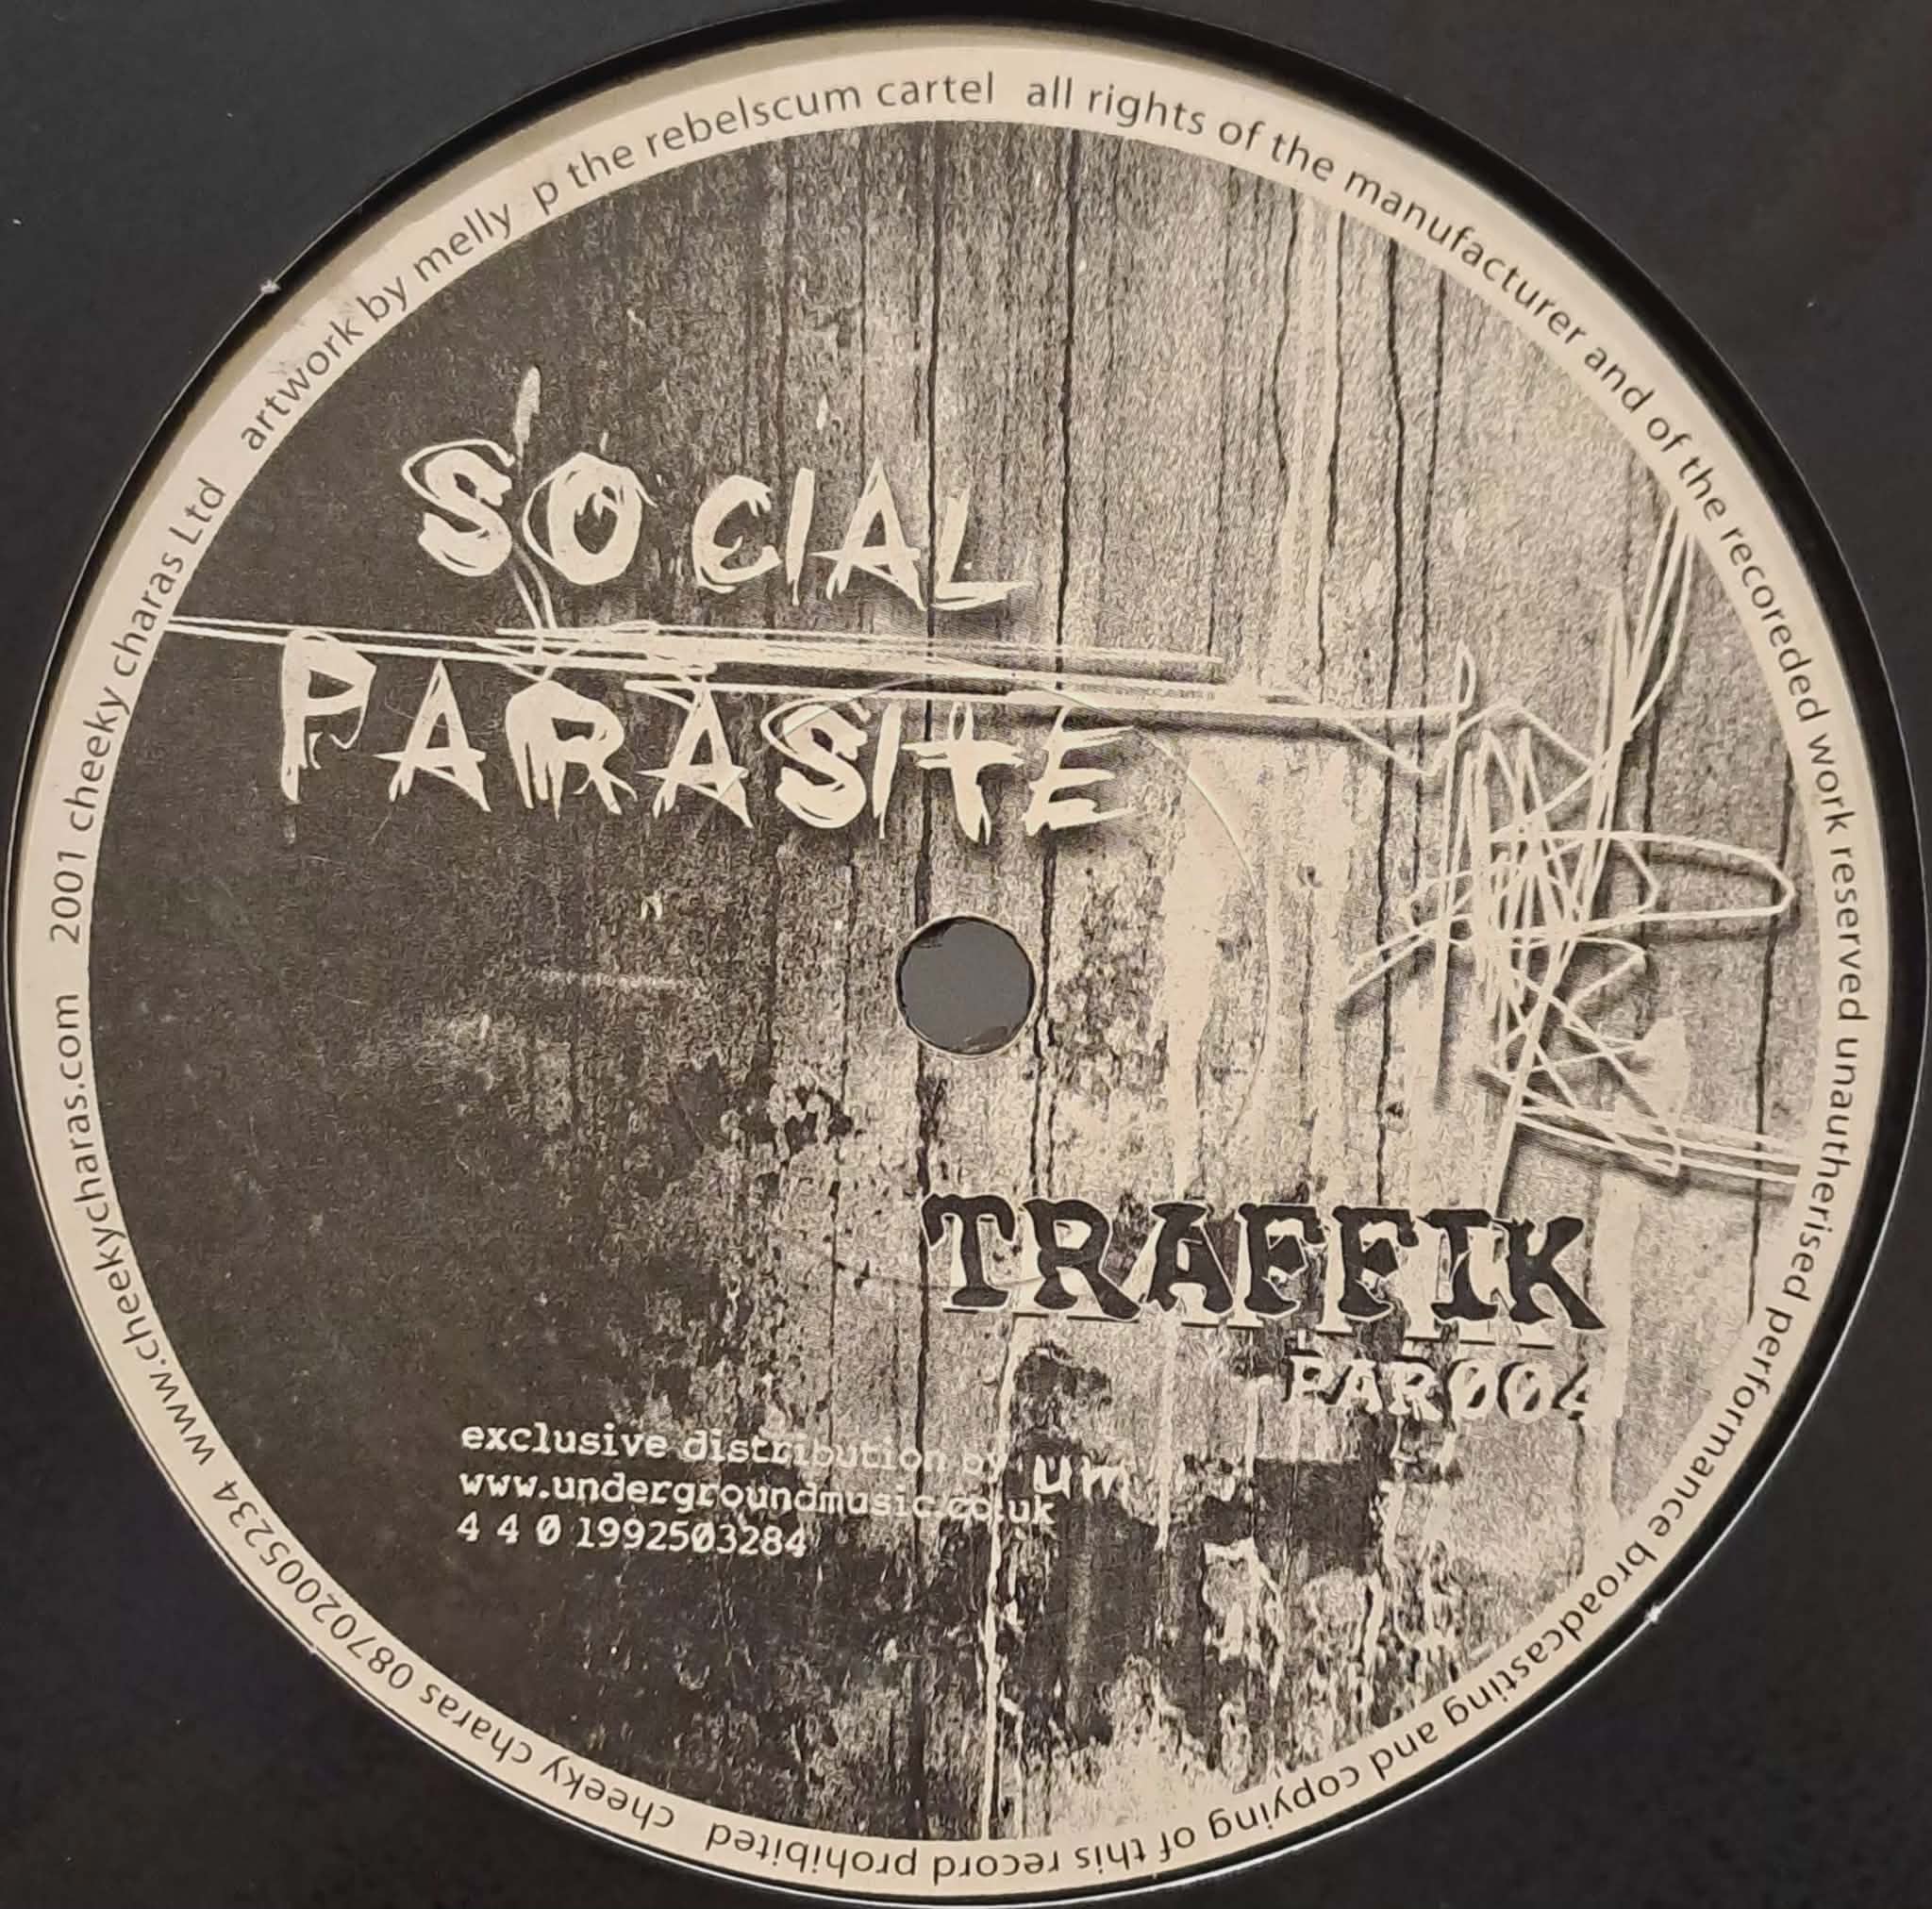 SOCIAL
PARASITE
TRAFFIK
PAR004
exclusive distribution by um
www.undergroundmusic.co.uk
4 4 0 1992503284
2001 cheeky charas Ltd artwork by melly p the rebelscum cartel all rights of the manufacturer and of the recoreded work reserved unautherised performance broadcasting and copying of this record prohibited cheeky charas 08702005234 www.cheekycharas.com